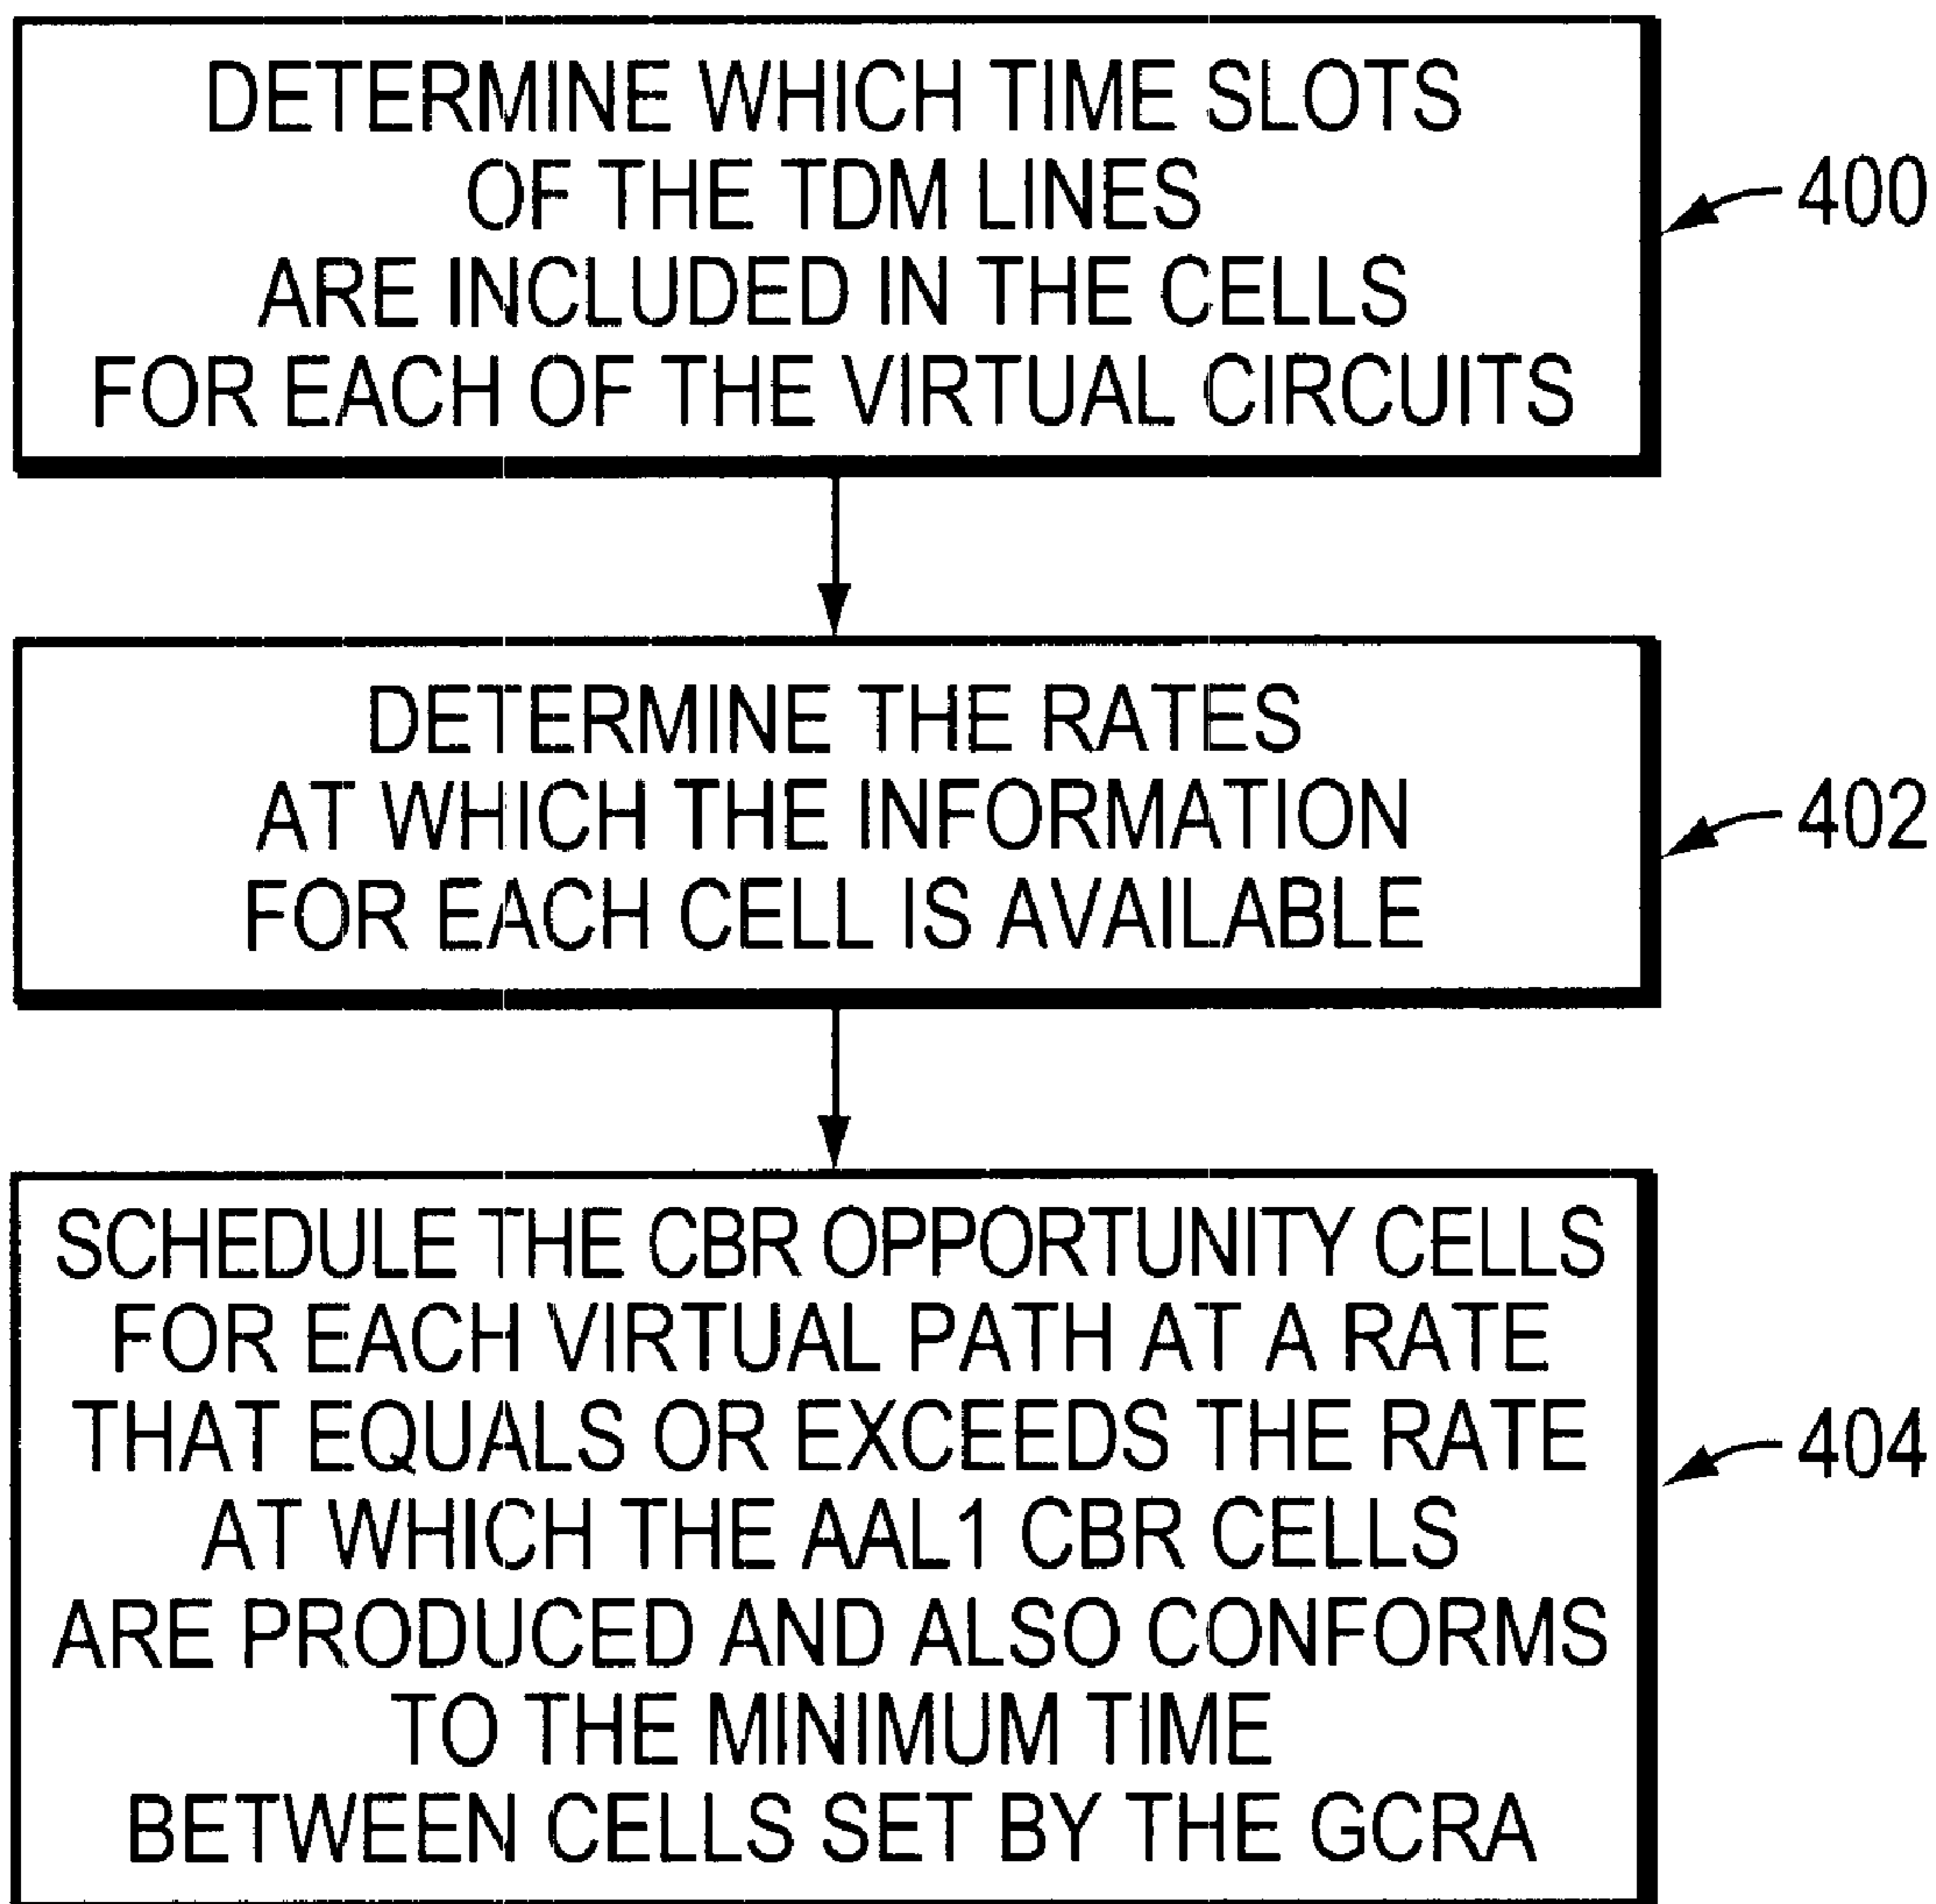 DETERMINE WHICH TIME SLOTS
OF THE TDM LINES
ARE INCLUDED IN THE CELLS
FOR EACH OF THE VIRTUAL CIRCUITS
400
DETERMINE THE RATES
AT WHICH THE INFORMATION
FOR EACH CELL IS AVAILABLE
402
SCHEDULE THE CBR OPPORTUNITY CELLS
FOR EACH VIRTUAL PATH AT A RATE
THAT EQUALS OR EXCEEDS THE RATE
AT WHICH THE AAL1 CBR CELLS
ARE PRODUCED AND ALSO CONFORMS
TO THE MINIMUM TIME
BETWEEN CELLS SET BY THE GCRA
404